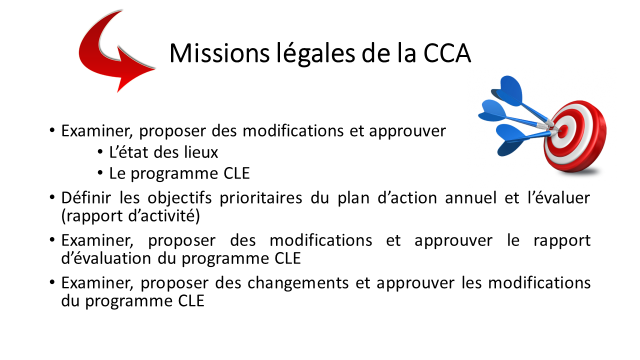 Missions légales de la CCA
• Examiner, proposer des modifications et approuver
• L’état des lieux
• Le programme CLE
• Définir les objectifs prioritaires du plan d’action annuel et l’évaluer
(rapport d’activité)
• Examiner, proposer des modifications et approuver le rapport
d’évaluation du programme CLE
• Examiner, proposer des changements et approuver les modifications
du programme CLE